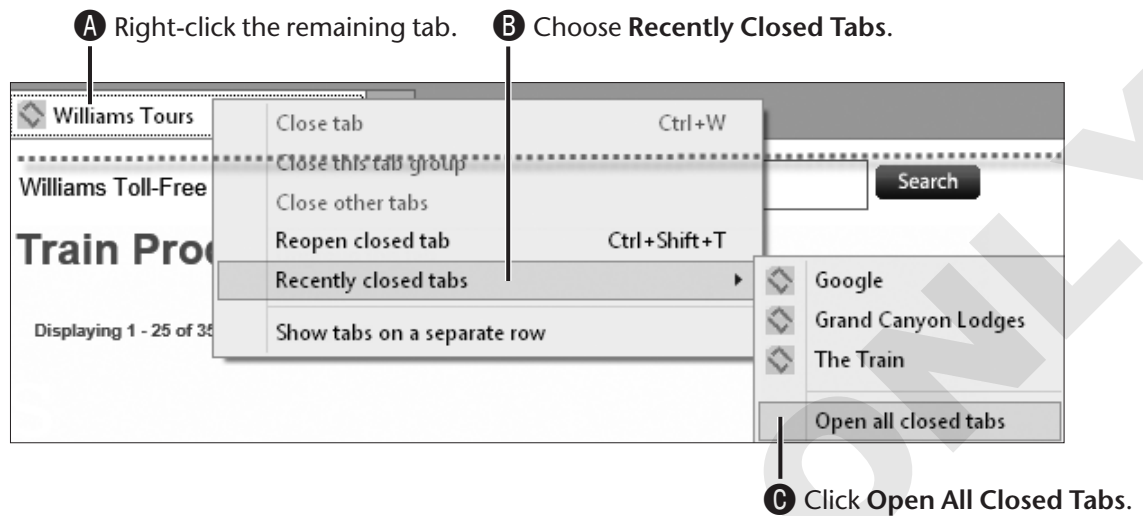 A Right-click the remaining tab.
B Choose Recently Closed Tabs.
Williams Tours
Close tab Ctrl+W
Close this tab group
Williams Toll-Free
Search
Close other tabs
Train Pro
Reopen closed tab Ctrl+Shift+T
Recently closed tabs
Google
Displaying 1 - 25 of 35
Show tabs on a separate row
Grand Canyon Lodges
The Train
Open all closed tabs
C Click Open All Closed Tabs.
ONLY